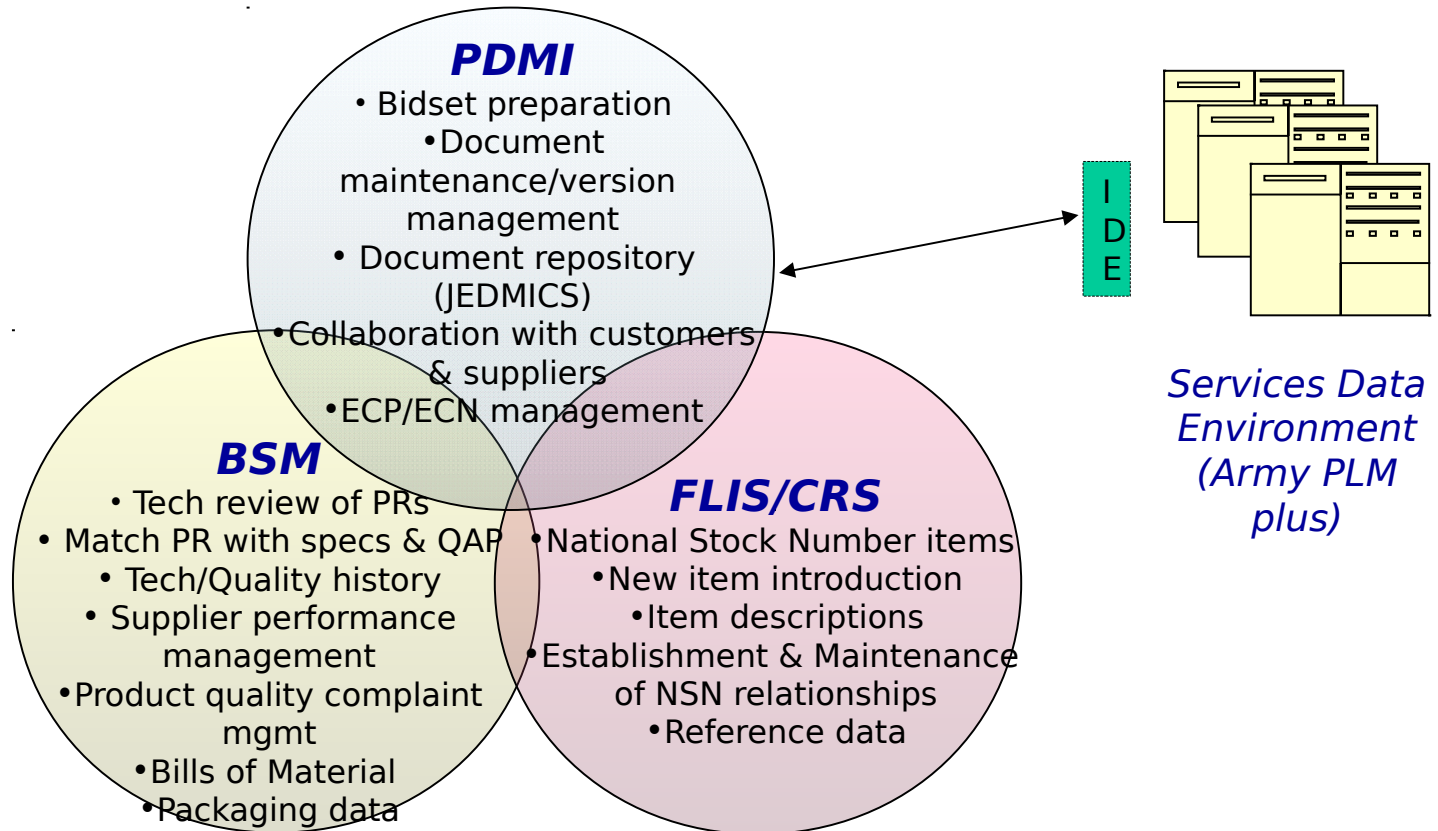 PDMI
• Bidset preparation
•Document
maintenance/version
management
• Document repository
(JEDMICS)
•Collaboration with customers
& suppliers
•ECP/ECN management
BSM
• Tech review of PRs
• Match PR with specs & QAP
• Tech/Quality history
• Supplier performance
management
•Product quality complaint
mgmt
•Bills of Material
•Packaging data
FLIS/CRS
•National Stock Number items
•New item introduction
•Item descriptions
•Establishment & Maintenance
of NSN relationships
•Reference data
I
D
E
Services Data
Environment
(Army PLM
plus)